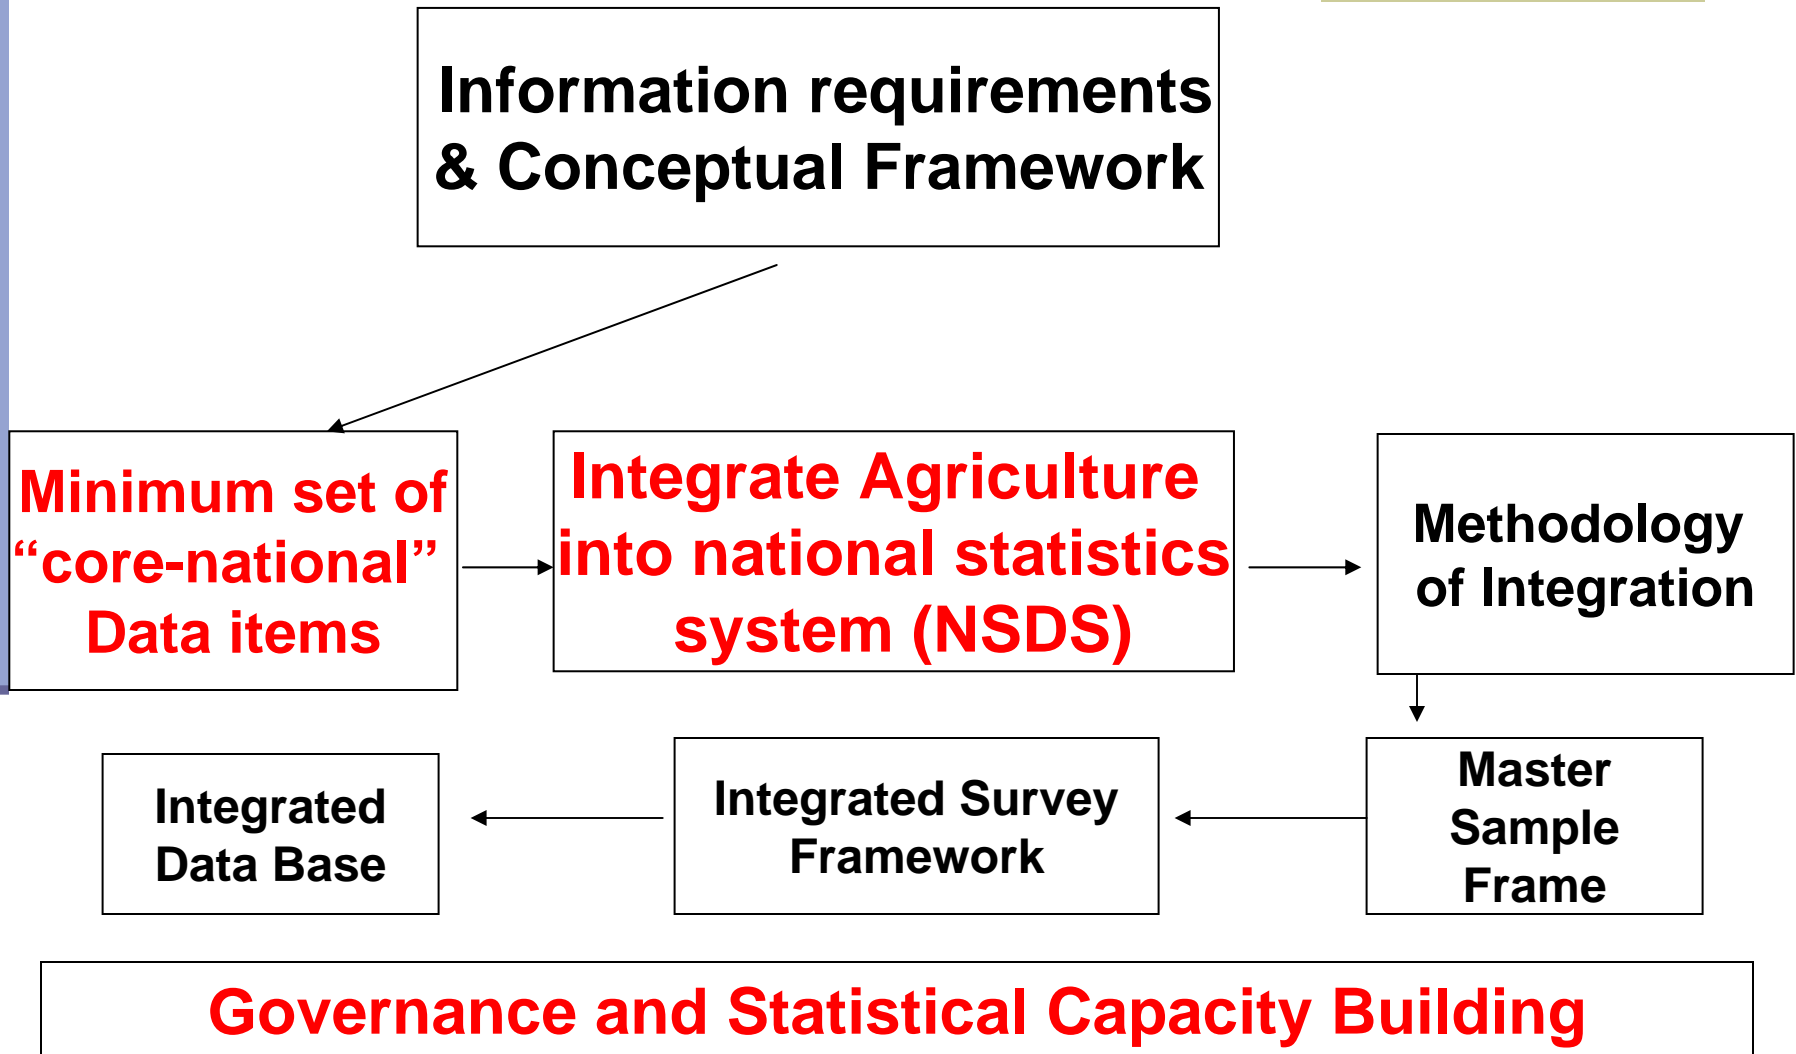 Information requirements
& Conceptual Framework
Minimum set of
“core-national”
Data items
Integrate Agriculture
into national statistics
system (NSDS)
Methodology
of Integration
Integrated
Data Base
Integrated Survey
Framework
Master
Sample
Frame
Governance and Statistical Capacity Building